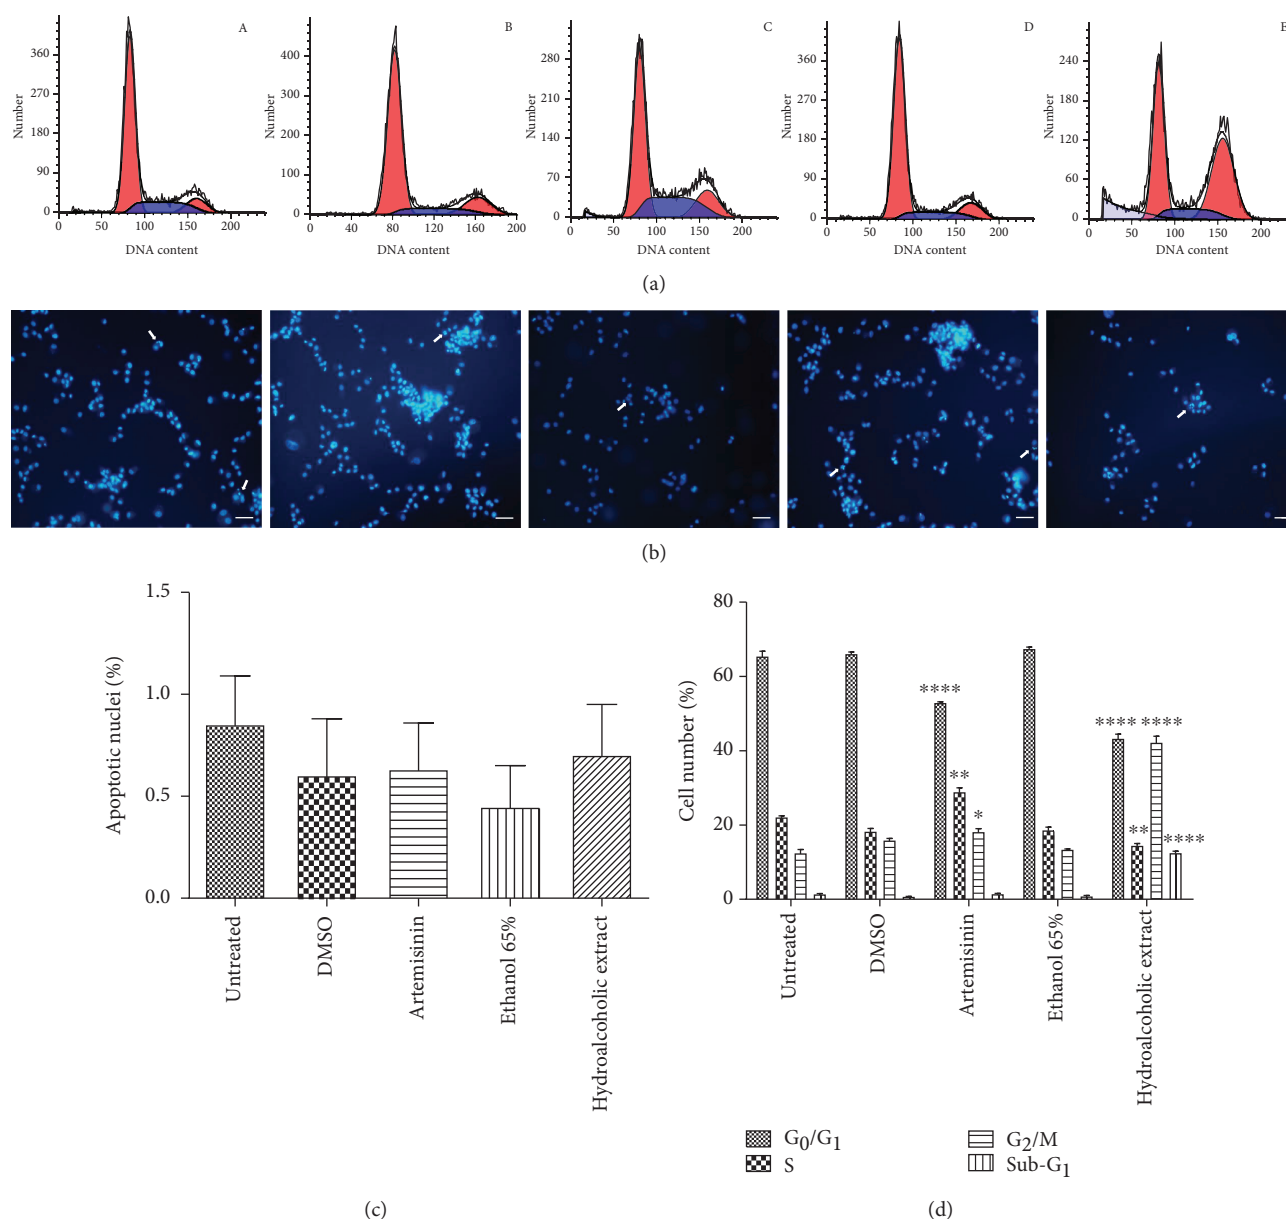 A
Number
360
270
180
90
0
0 50 100 150 200
DNA content
B
Number
400
300
200
100
0
0 40 80 120 160 200
DNA content
C
Number
280
210
140
70
0
0 50 100 150 200
DNA content
D
Number
360
270
180
90
0
0 50 100 150 200
DNA content
E
Number
240
180
120
60
0
0 50 100 150 200
DNA content
(a)
(b)
Apoptotic nuclei (%)
1.5
1.0
0.5
0.0
Untreated
DMSO
Artemisinin
Ethanol 65%
Hydroalcoholic extract
(c)
Cell number (%)
80
60
40
20
0
****
**
*
**** ****
**
****
Untreated
DMSO
Artemisinin
Ethanol 65%
Hydroalcoholic extract
G0/G1
S
G2/M
Sub-G1
(d)